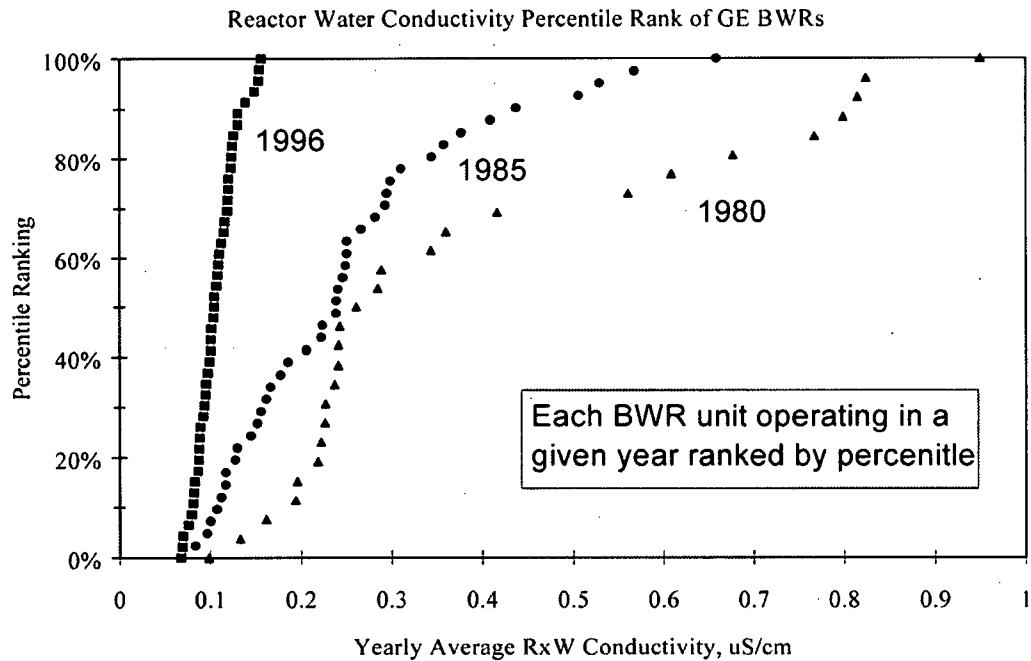 Reactor Water Conductivity Percentile Rank of GE BWRs
100%
80%
60%
40%
20%
0%
Percentile Ranking
1996
1985
1980
Each BWR unit operating in a
given year ranked by percenitle
0 0.1 0.2 0.3 0.4 0.5 0.6 0.7 0.8 0.9 1
Yearly Average RxW Conductivity, uS/cm